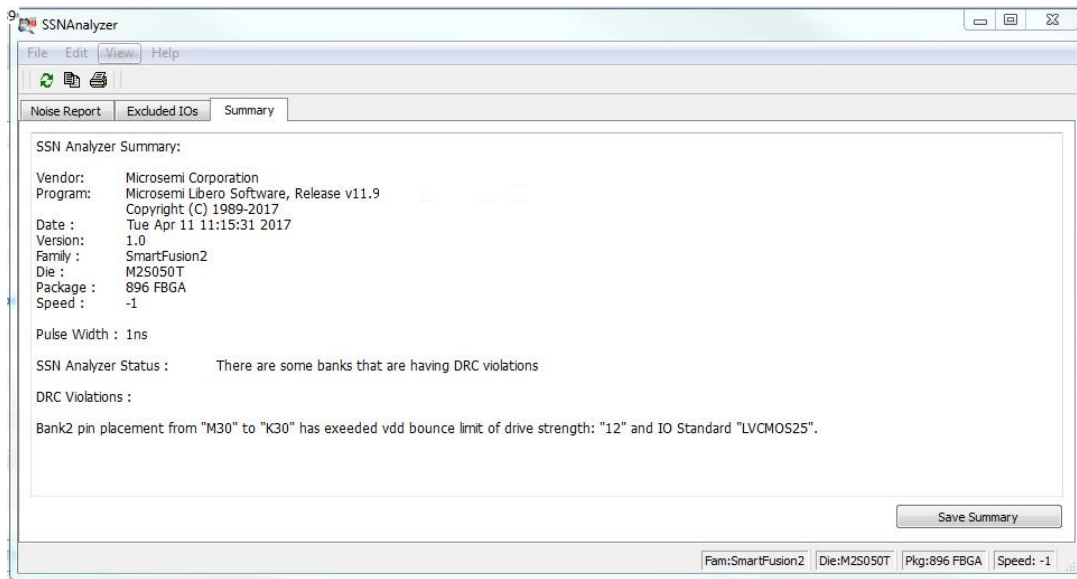 SSNAnalyzer
File Edit View Help
Noise Report Excluded IOs Summary
SSN Analyzer Summary:
Vendor: Microsemi Corporation
Program: Microsemi Libero Software, Release v11.9
Copyright (C) 1989-2017
Date : Tue Apr 11 11:15:31 2017
Version: 1.0
Family : SmartFusion2
Die : M2S050T
Package : 896 FBGA
Speed : -1
Pulse Width : 1ns
SSN Analyzer Status : There are some banks that are having DRC violations
DRC Violations :
Bank2 pin placement from "M30" to "K30" has exeeded vdd bounce limit of drive strength: "12" and IO Standard "LVCMOS25".
Save Summary
Fam:SmartFusion2 Die:M2S050T Pkg:896 FBGA Speed: -1